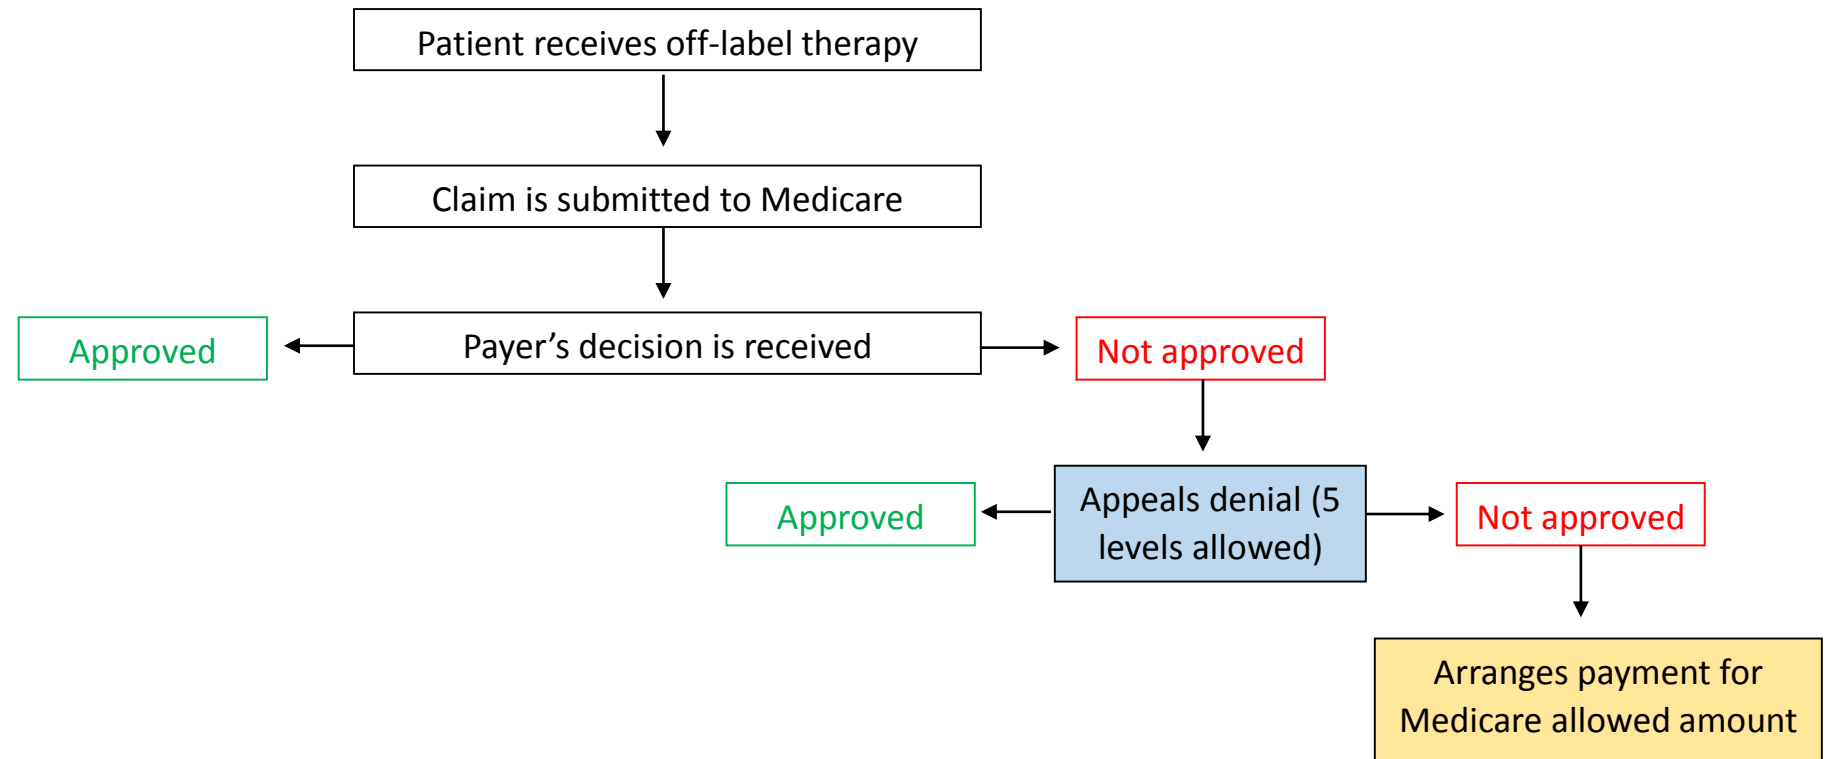 Patient receives off-label therapy
Claim is submitted to Medicare
Approved
Payer’s decision is received
Not approved
Approved
Appeals denial (5
levels allowed)
Not approved
Arranges payment for
Medicare allowed amount